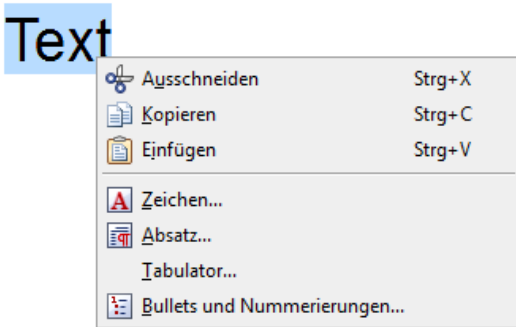 Text
Ausschneiden Strg+X
Kopieren Strg+C
Einfügen Strg+V
Zeichen...
Absatz...
Tabulator...
Bullets und Nummerierungen...